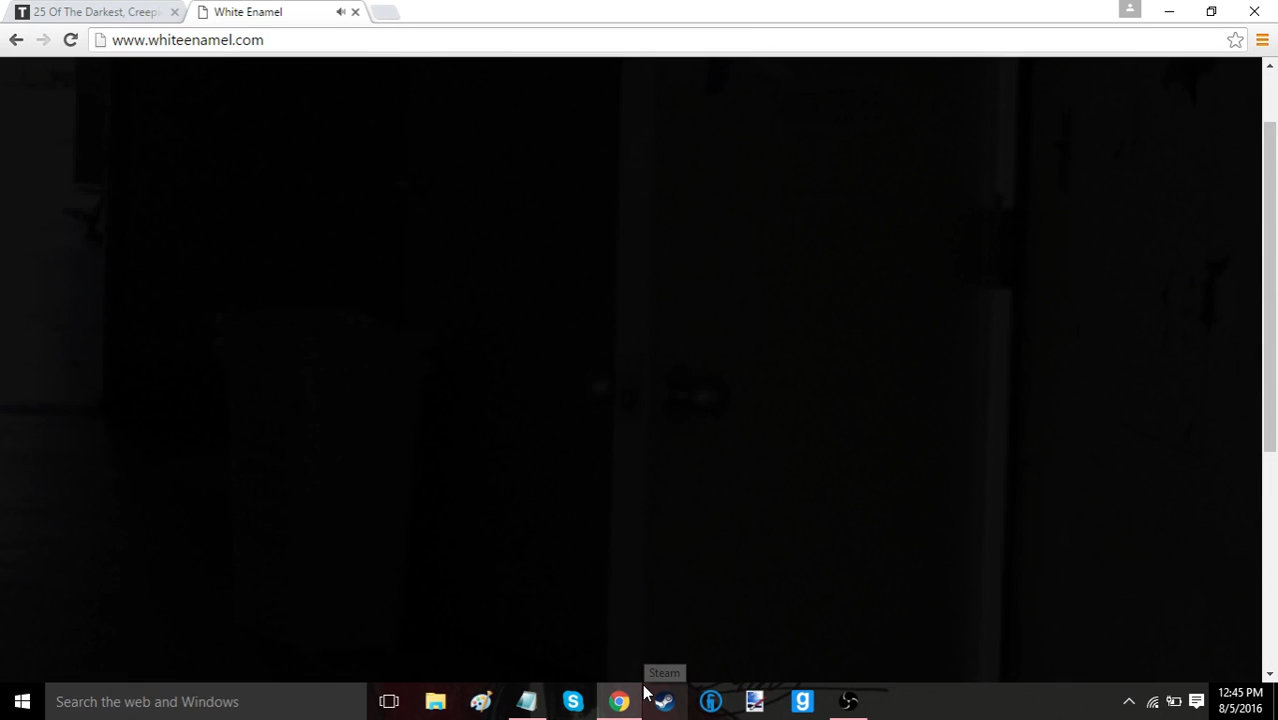 25 Of The Darkest, Creepi
White Enamel
www.whiteenamel.com
Steam
Search the web and Windows
12:45 PM
8/5/2016